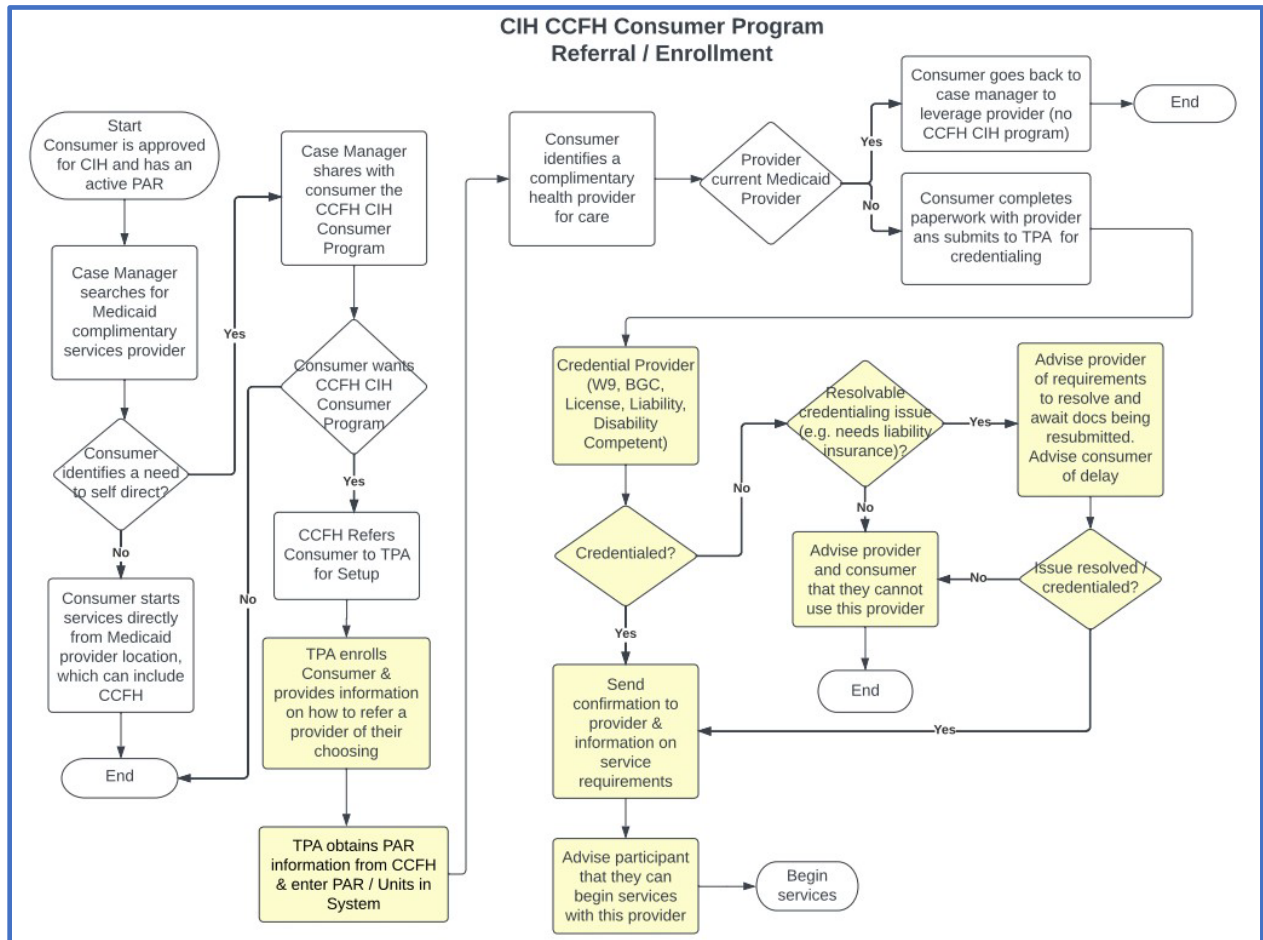 CIH CCFH Consumer Program
Referral / Enrollment
Start
Consumer is approved
for CIH and has an
active PAR
Case Manager
searches for
Medicaid
complimentary
services provider
Consumer
identifies a need
to self direct?
Yes
No
Consumer starts
services directly
from Medicaid
provider location,
which can include
CCFH
End
Case Manager
shares with
consumer the
CCFH CIH
Consumer
Program
Consumer wants
CCFH CIH
Consumer
Program
No
Yes
CCFH Refers
Consumer to TPA
for Setup
TPA enrolls
Consumer &
provides information
on how to refer a
provider of their
choosing
TPA obtains PAR
information from CCFH
& enter PAR / Units in
System
Consumer
identifies a
complimentary
health provider
for care
Provider
current Medicaid
Provider
Yes
Consumer goes back to
case manager to
leverage provider (no
CCFH CIH program)
End
No
Consumer completes
paperwork with provider
ans submits to TPA for
credentialing
Credential Provider
(W9, BGC,
License, Liability,
Disability
Competent)
Credentialed?
No
Yes
Resolvable
credentialing issue
(e.g. needs liability
insurance)?
Yes
No
Advise provider
of requirements
to resolve and
await docs being
resubmitted.
Advise consumer
of delay
Issue resolved /
credentialed?
No
Yes
Advise provider
and consumer
that they cannot
use this provider
End
Send
confirmation to
provider &
information on
service
requirements
Advise participant
that they can
begin services
with this provider
Begin
services